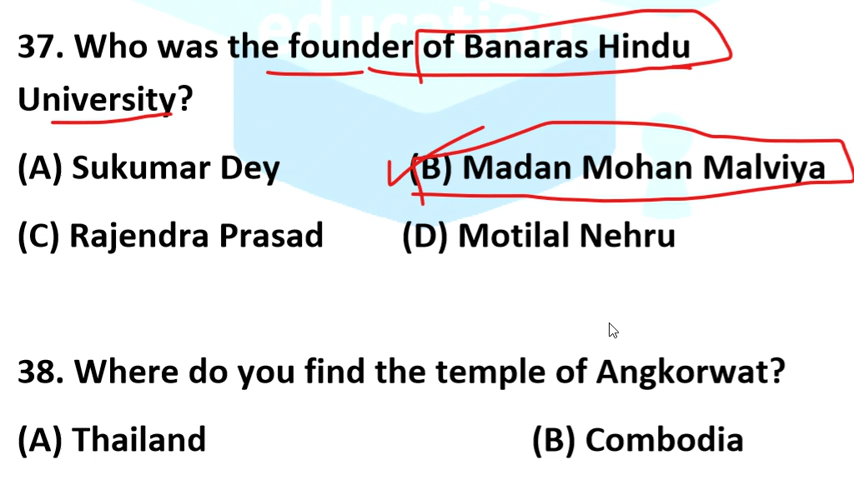 education
37. Who was the founder of Banaras Hindu
University?
(A) Sukumar Dey (B) Madan Mohan Malviya
(C) Rajendra Prasad (D) Motilal Nehru
38. Where do you find the temple of Angkorwat?
(A) Thailand (B) Combodia